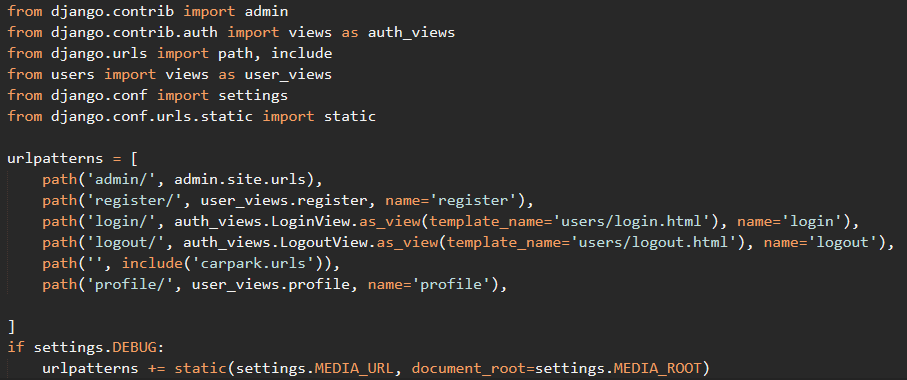 from django.contrib import admin
from django.contrib.auth import views as auth_views
from django.urls import path, include
from users import views as user_views
from django.conf import settings
from django.conf.urls.static import static
urlpatterns = [
    path('admin/', admin.site.urls),
    path('register/', user_views.register, name='register'),
    path('login/', auth_views.LoginView.as_view(template_name='users/login.html'), name='login'),
    path('logout/', auth_views.LogoutView.as_view(template_name='users/logout.html'), name='logout'),
    path('', include('carpark.urls')),
    path('profile/', user_views.profile, name='profile'),
]
if settings.DEBUG:
    urlpatterns += static(settings.MEDIA_URL, document_root=settings.MEDIA_ROOT)